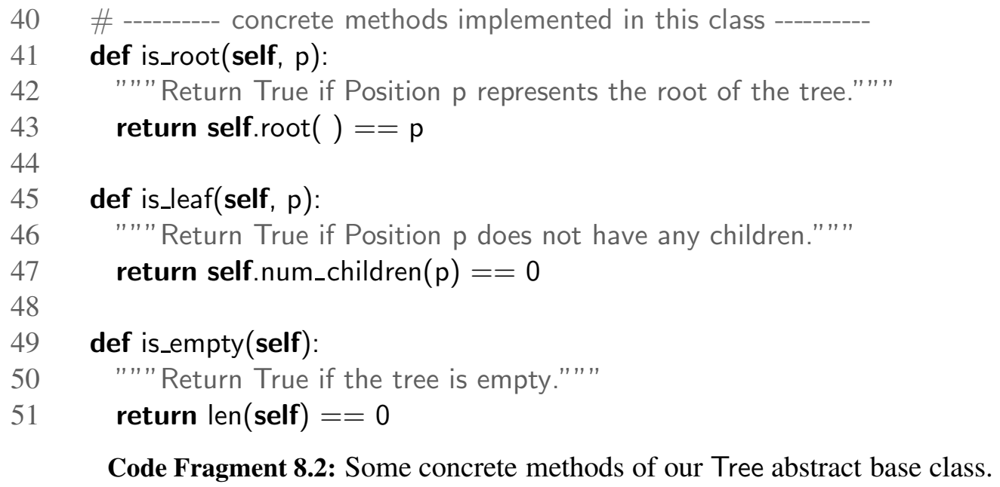 40 # ---------- concrete methods implemented in this class ----------
41 def is_root(self, p):
42 """Return True if Position p represents the root of the tree."""
43 return self.root( ) == p
44
45 def is_leaf(self, p):
46 """Return True if Position p does not have any children."""
47 return self.num_children(p) == 0
48
49 def is_empty(self):
50 """Return True if the tree is empty."""
51 return len(self) == 0
Code Fragment 8.2: Some concrete methods of our Tree abstract base class.